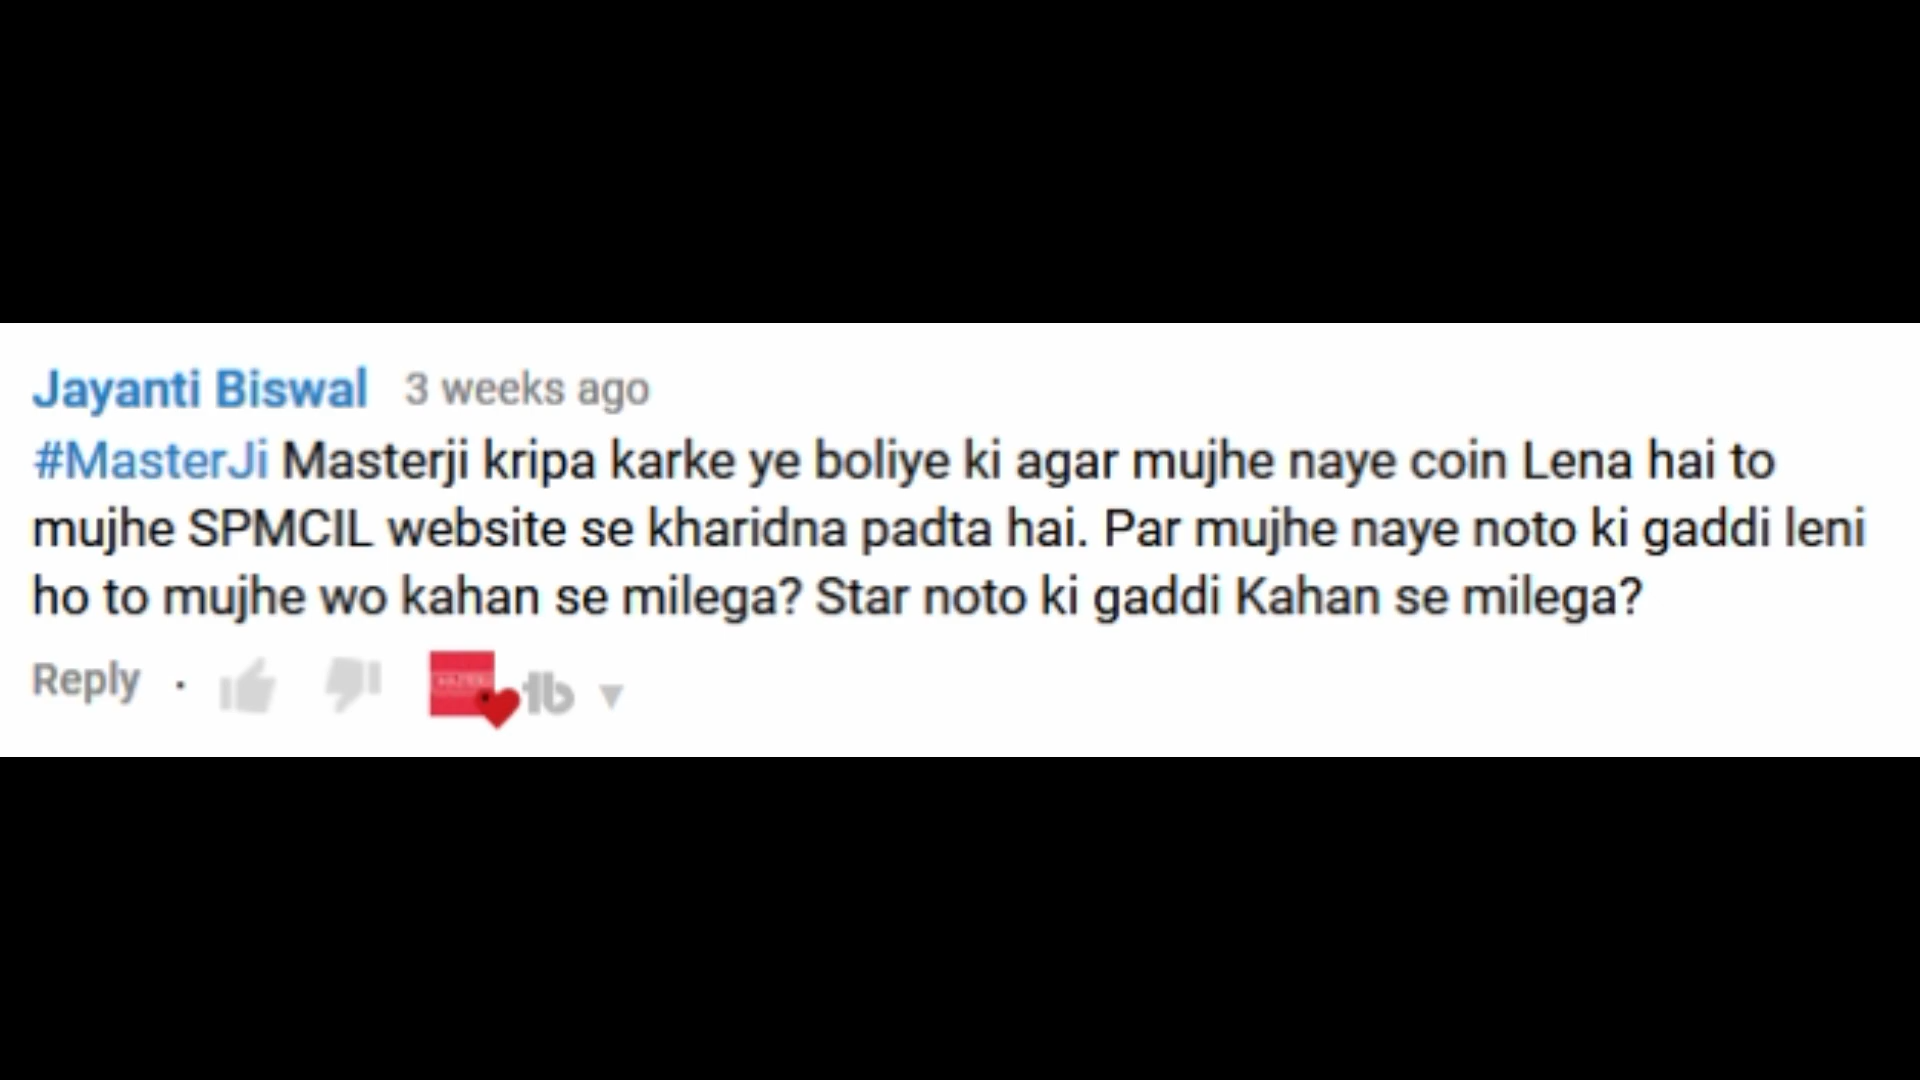 Jayanti Biswal 3 weeks ago
#MasterJi Masterji kripa karke ye boliye ki agar mujhe naye coin Lena hai to
mujhe SPMCIL website se kharidna padta hai. Par mujhe naye noto ki gaddi leni
ho to mujhe wo kahan se milega? Star noto ki gaddi Kahan se milega?
Reply · tb